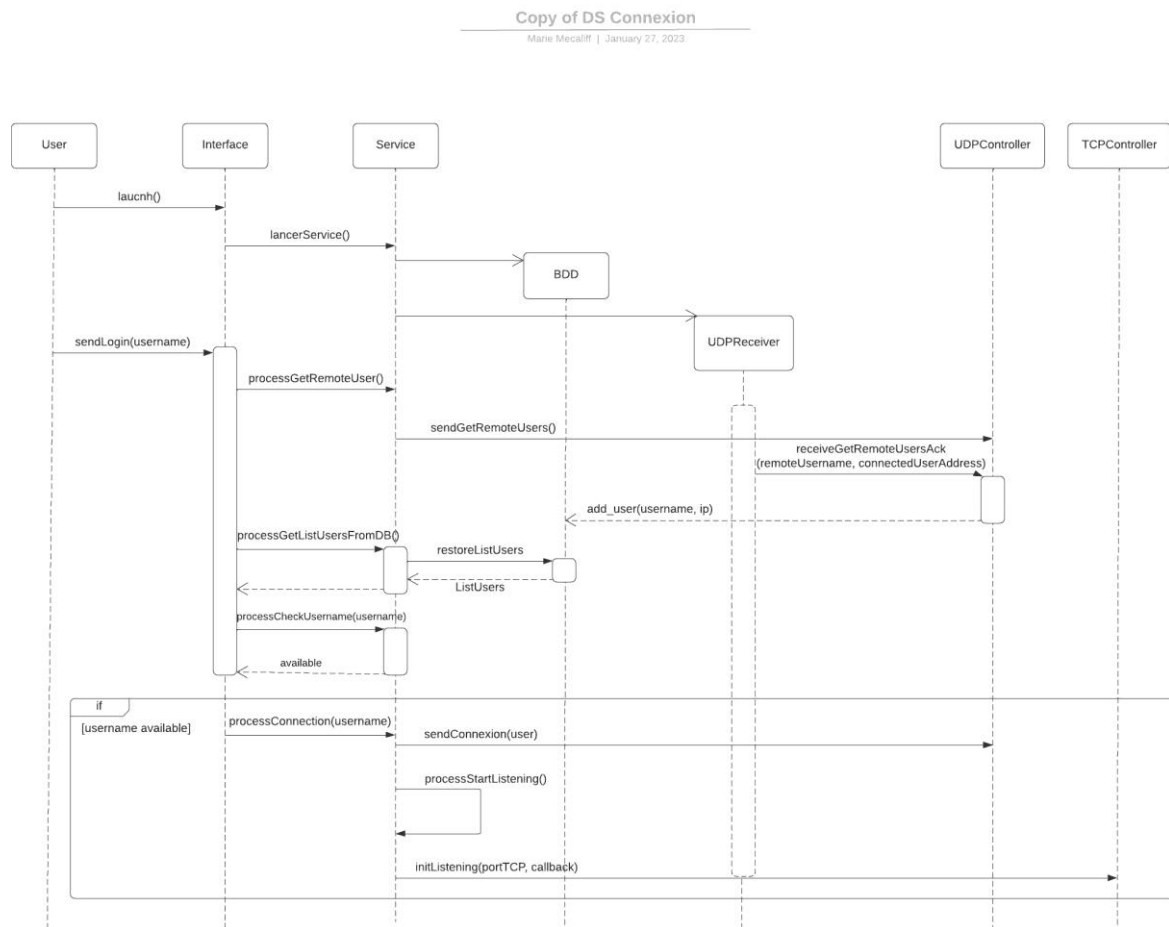 Copy of DS Connexion
Marie Mecaliff | January 27, 2023
User
Interface
Service
UDPController
TCPController
laucnh()
lancerService()
BDD
UDPReceiver
sendLogin(username)
processGetRemoteUser()
sendGetRemoteUsers()
receiveGetRemoteUsersAck
(remoteUsername, connectedUserAddress)
add_user(username, ip)
processGetListUsersFromDB()
restoreListUsers
ListUsers
processCheckUsername(username)
available
if
[username available]
processConnection(username)
sendConnexion(user)
processStartListening()
initListening(portTCP, callback)